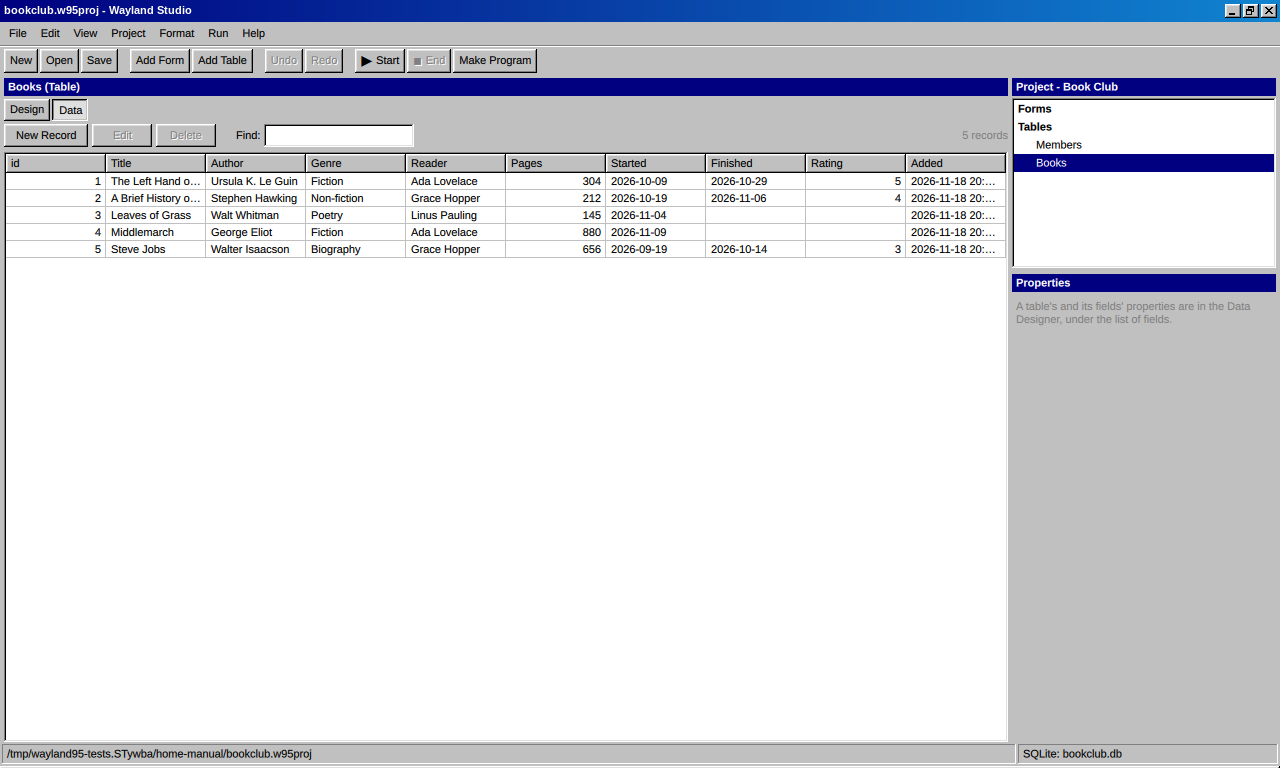 bookclub.w95proj - Wayland Studio
File Edit View Project Format Run Help
New Open Save Add Form Add Table Undo Redo Start End Make Program
Books (Table)
Design Data
New Record Edit Delete Find: 5 records
id Title Author Genre Reader Pages Started Finished Rating Added
1 The Left Hand o... Ursula K. Le Guin Fiction Ada Lovelace 304 2026-10-09 2026-10-29 5 2026-11-18 20:...
2 A Brief History o... Stephen Hawking Non-fiction Grace Hopper 212 2026-10-19 2026-11-06 4 2026-11-18 20:...
3 Leaves of Grass Walt Whitman Poetry Linus Pauling 145 2026-11-04 2026-11-18 20:...
4 Middlemarch George Eliot Fiction Ada Lovelace 880 2026-11-09 2026-11-18 20:...
5 Steve Jobs Walter Isaacson Biography Grace Hopper 656 2026-09-19 2026-10-14 3 2026-11-18 20:...
Project - Book Club
Forms
Tables
Members
Books
Properties
A table's and its fields' properties are in the Data
Designer, under the list of fields.
/tmp/wayland95-tests.STywba/home-manual/bookclub.w95proj
SQLite: bookclub.db